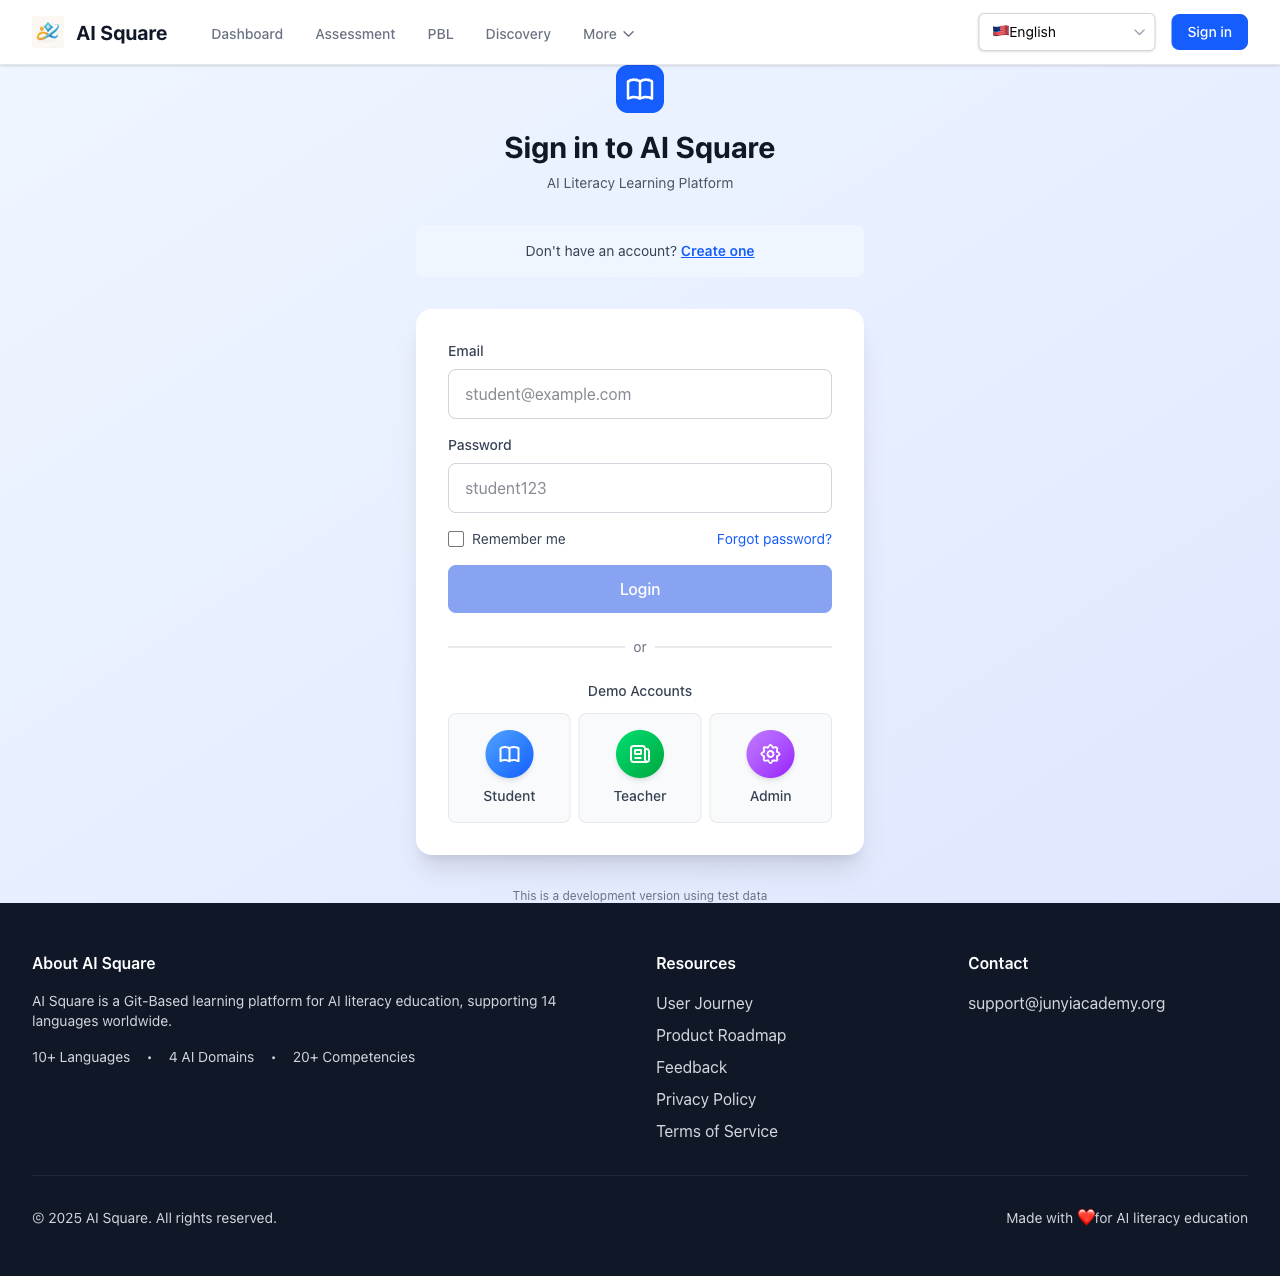 AI Square
Dashboard
Assessment
PBL
Discovery
More
English
Sign in
Sign in to AI Square
AI Literacy Learning Platform
Don't have an account? Create one
Email
student@example.com
Password
student123
Remember me
Forgot password?
Login
or
Demo Accounts
Student
Teacher
Admin
This is a development version using test data
About AI Square
AI Square is a Git-Based learning platform for AI literacy education, supporting 14
languages worldwide.
10+ Languages • 4 AI Domains • 20+ Competencies
Resources
User Journey
Product Roadmap
Feedback
Privacy Policy
Terms of Service
Contact
support@junyiacademy.org
© 2025 AI Square. All rights reserved.
Made with ❤️for AI literacy education